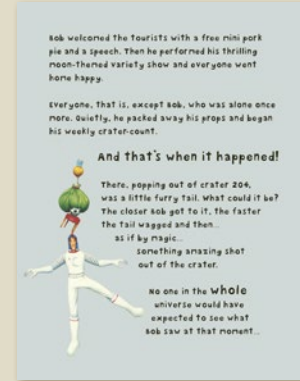 Bob welcomed the tourists with a free mini pork
pie and a speech. Then he performed his thrilling
moon-themed variety show and everyone went
home happy.
Everyone, that is, except Bob, who was alone once
more. Quietly, he packed away his props and began
his weekly crater-count.
And that's when it happened!
There, popping out of crater 204,
was a little furry tail. What could it be?
The closer Bob got to it, the faster
the tail wagged and then...
as if by magic...
something amazing shot
out of the crater.
No one in the whole
universe would have
expected to see what
Bob saw at that moment...